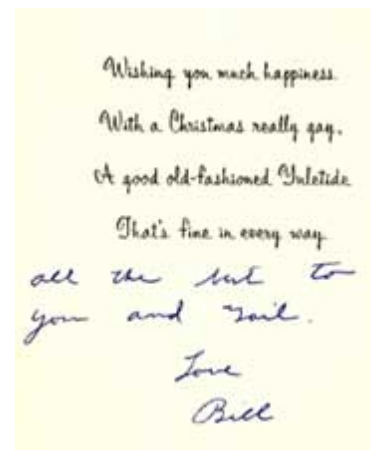 Wishing you much happiness
With a Christmas really gay,
A good old-fashioned Yuletide
That's fine in every way
all the best to
you and Gail.
Love
Bill